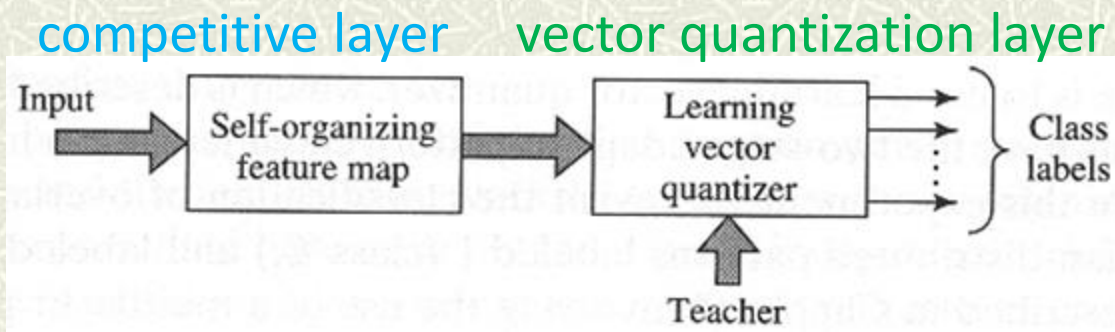 competitive layer vector quantization layer
Input
Self-organizing
feature map
Learning
vector
quantizer
Class
labels
Teacher